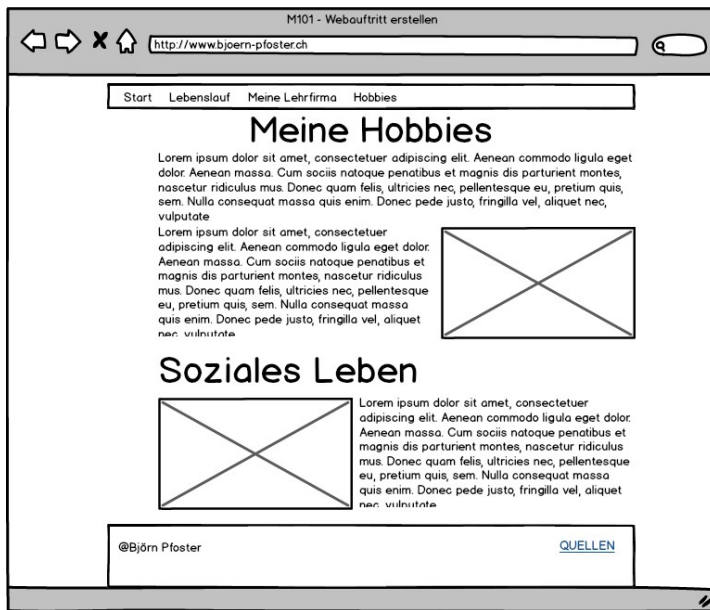 M101 - Webauftritt erstellen
http://www.bjoern-pfoster.ch
Start Lebenslauf Meine Lehrfirma Hobbies
Meine Hobbies
Lorem ipsum dolor sit amet, consectetuer adipiscing elit. Aenean commodo ligula eget
dolor. Aenean massa. Cum sociis natoque penatibus et magnis dis parturient montes,
nascetur ridiculus mus. Donec quam felis, ultricies nec, pellentesque eu, pretium quis,
sem. Nulla consequat massa quis enim. Donec pede justo, fringilla vel, aliquet nec,
vulputate
Lorem ipsum dolor sit amet, consectetuer
adipiscing elit. Aenean commodo ligula eget dolor.
Aenean massa. Cum sociis natoque penatibus et
magnis dis parturient montes, nascetur ridiculus
mus. Donec quam felis, ultricies nec, pellentesque
eu, pretium quis, sem. Nulla consequat massa
quis enim. Donec pede justo, fringilla vel, aliquet
nec, vulputate
Soziales Leben
Lorem ipsum dolor sit amet, consectetuer
adipiscing elit. Aenean commodo ligula eget dolor.
Aenean massa. Cum sociis natoque penatibus et
magnis dis parturient montes, nascetur ridiculus
mus. Donec quam felis, ultricies nec, pellentesque
eu, pretium quis, sem. Nulla consequat massa
quis enim. Donec pede justo, fringilla vel, aliquet
nec, vulputate
@Björn Pfoster QUELLEN